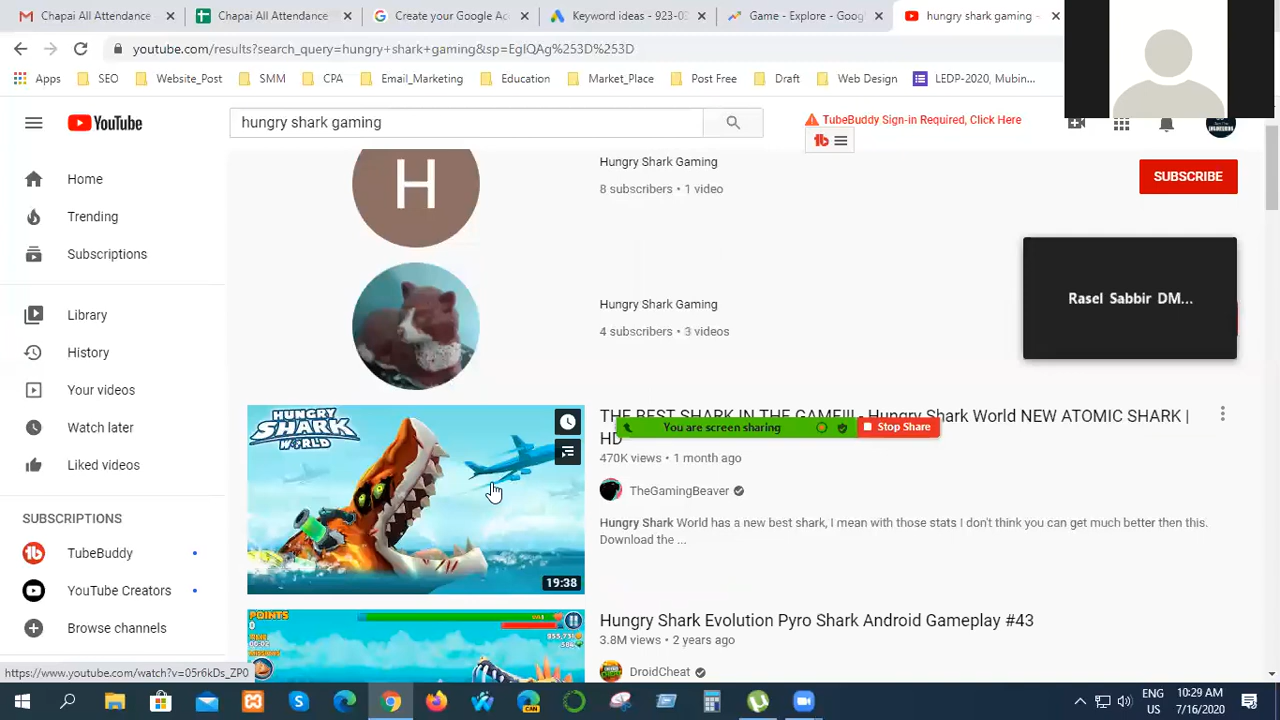 Chapai All Attendance
Chapai All Attendance
Create your Google Ac
Keyword ideas - 923-02
Game - Explore - Goog
hungry shark gaming -
youtube.com/results?search_query=hungry+shark+gaming&sp=EgIQAg%253D%253D
Apps
SEO
Website_Post
SMM
CPA
Email_Marketing
Education
Market_Place
Post Free
Draft
Web Design
LEDP-2020, Mubin...
YouTube
hungry shark gaming
TubeBuddy Sign-in Required, Click Here
Home
Trending
Subscriptions
Library
History
Your videos
Watch later
Liked videos
SUBSCRIPTIONS
TubeBuddy
YouTube Creators
Browse channels
H
Hungry Shark Gaming
8 subscribers • 1 video
SUBSCRIBE
Hungry Shark Gaming
4 subscribers • 3 videos
Rasel Sabbir DM...
HUNGRY
SHARK
WORLD
19:38
THE BEST SHARK IN THE GAME!!! - Hungry Shark World NEW ATOMIC SHARK |
HD
You are screen sharing
Stop Share
470K views • 1 month ago
TheGamingBeaver
Hungry Shark World has a new best shark, I mean with those stats I don't think you can get much better then this.
Download the ...
POINTS
0
Hungry Shark Evolution Pyro Shark Android Gameplay #43
3.8M views • 2 years ago
DroidCheat
https://www.youtube.com/watch?v=05r6kDs_ZP0
CAN
ENG
US
10:29 AM
7/16/2020